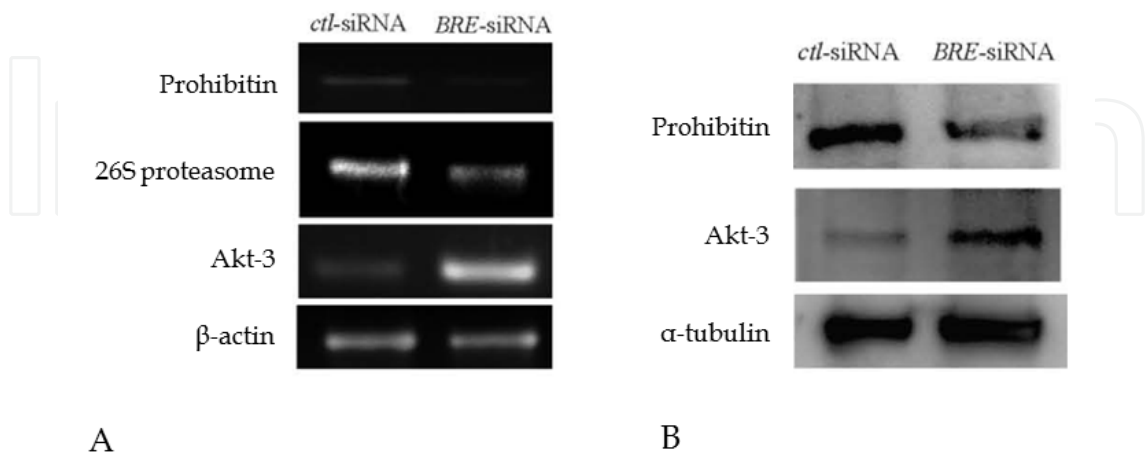 ctl-siRNA BRE-siRNA
Prohibitin
26S proteasome
Akt-3
β-actin
A
ctl-siRNA BRE-siRNA
Prohibitin
Akt-3
α-tubulin
B